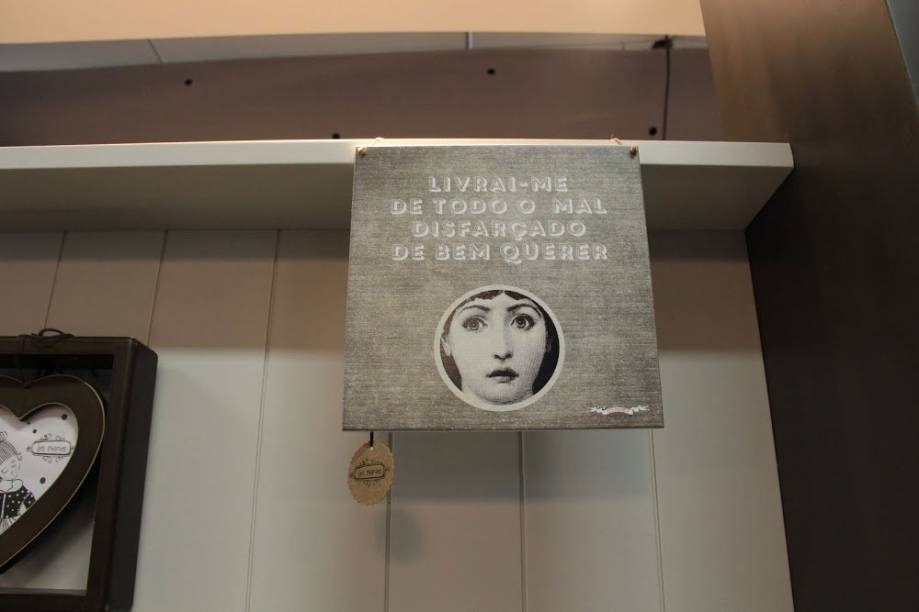 LIVRAI-ME
DE TODO O MAL
DISFARÇADO
DE BEM QUERER